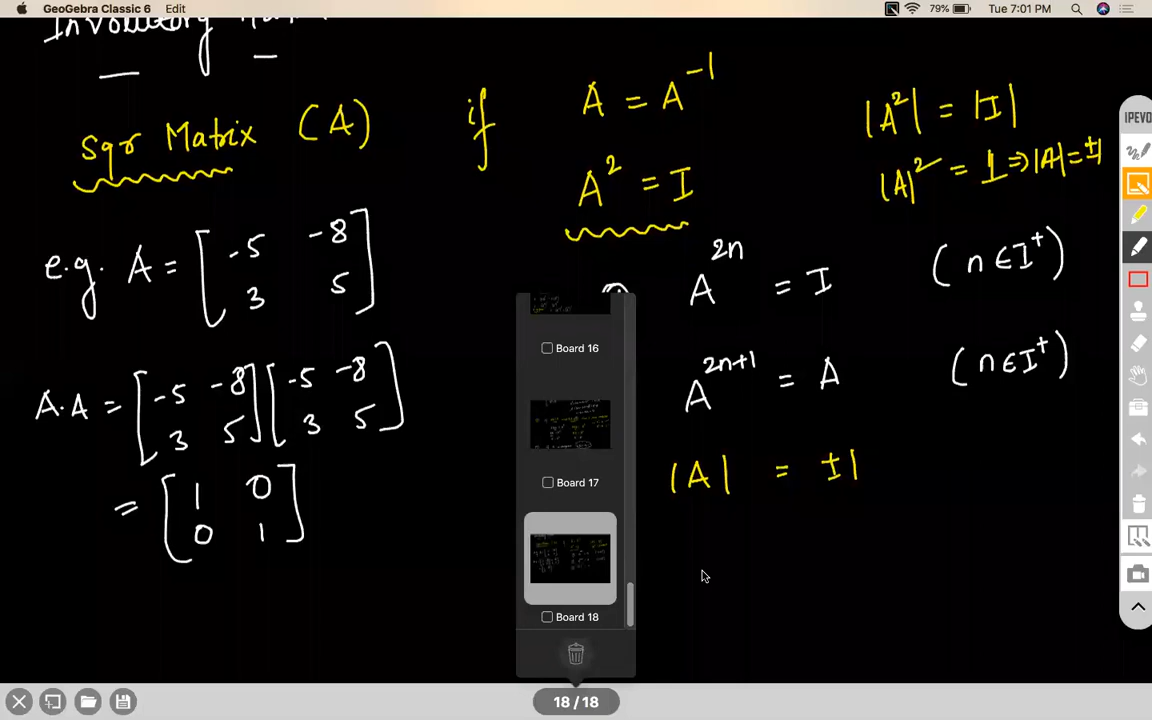 GeoGebra Classic 6 Edit 79% Tue 7:01 PM
Involutory
Sqr Matrix (A) if A = A^-1
A^2 = I
|A^2| = |I|
|A|^2 = 1 ⇒ |A| = ±1
IPEVO
e.g. A = [-5 -8
3 5]
A^2n = I (n ∈ I^+)
A^2n+1 = A (n ∈ I^+)
|A| = ±1
A.A = [-5 -8 [-5 -8
3 5] 3 5]
= [1 0
0 1]
Board 16
Board 17
Board 18
18 / 18